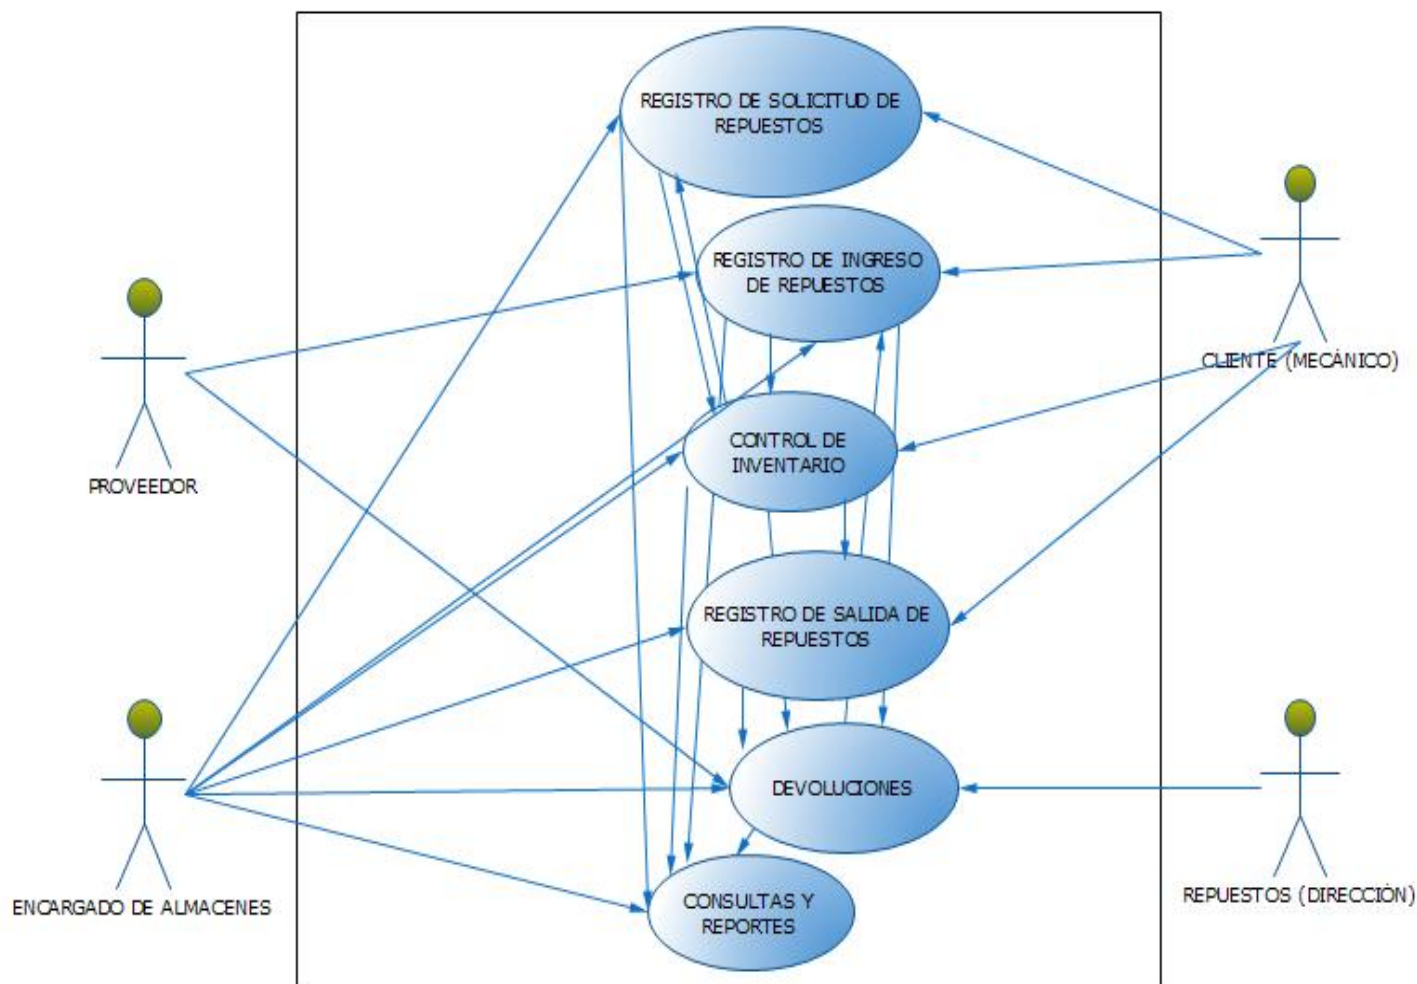 REGISTRO DE SOLICITUD DE
REPUESTOS
REGISTRO DE INGRESO
DE REPUESTOS
CLIENTE (MECÁNICO)
CONTROL DE
INVENTARIO
PROVEEDOR
REGISTRO DE SALIDA DE
REPUESTOS
DEVOLUCIONES
REPUESTOS (DIRECCIÓN)
ENCARGADO DE ALMACENES
CONSULTAS Y
REPORTES